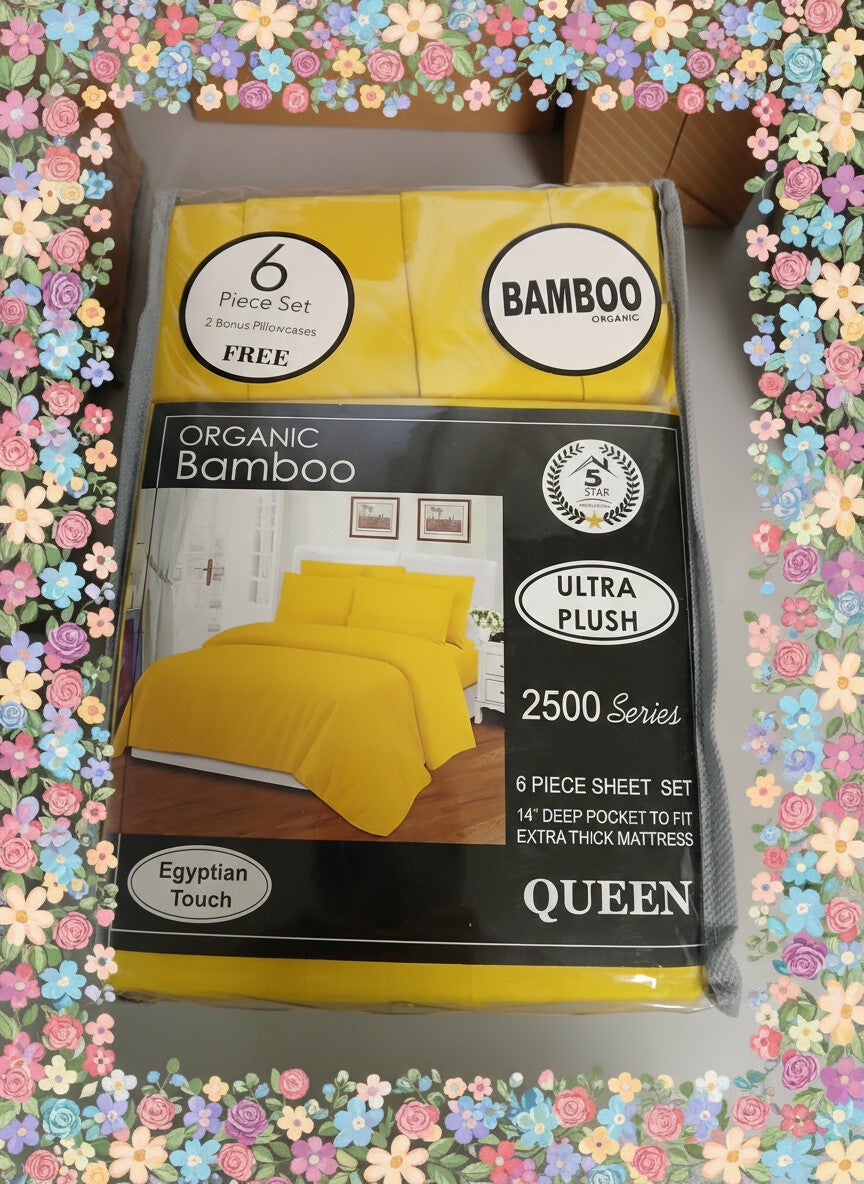 6
Piece Set
2 Bonus Pillowcases
FREE
BAMBOO
ORGANIC
ORGANIC
Bamboo
5
STAR
ULTRA
PLUSH
2500 Series
6 PIECE SHEET SET
14" DEEP POCKET TO FIT
EXTRA THICK MATTRESS
Egyptian
Touch
QUEEN